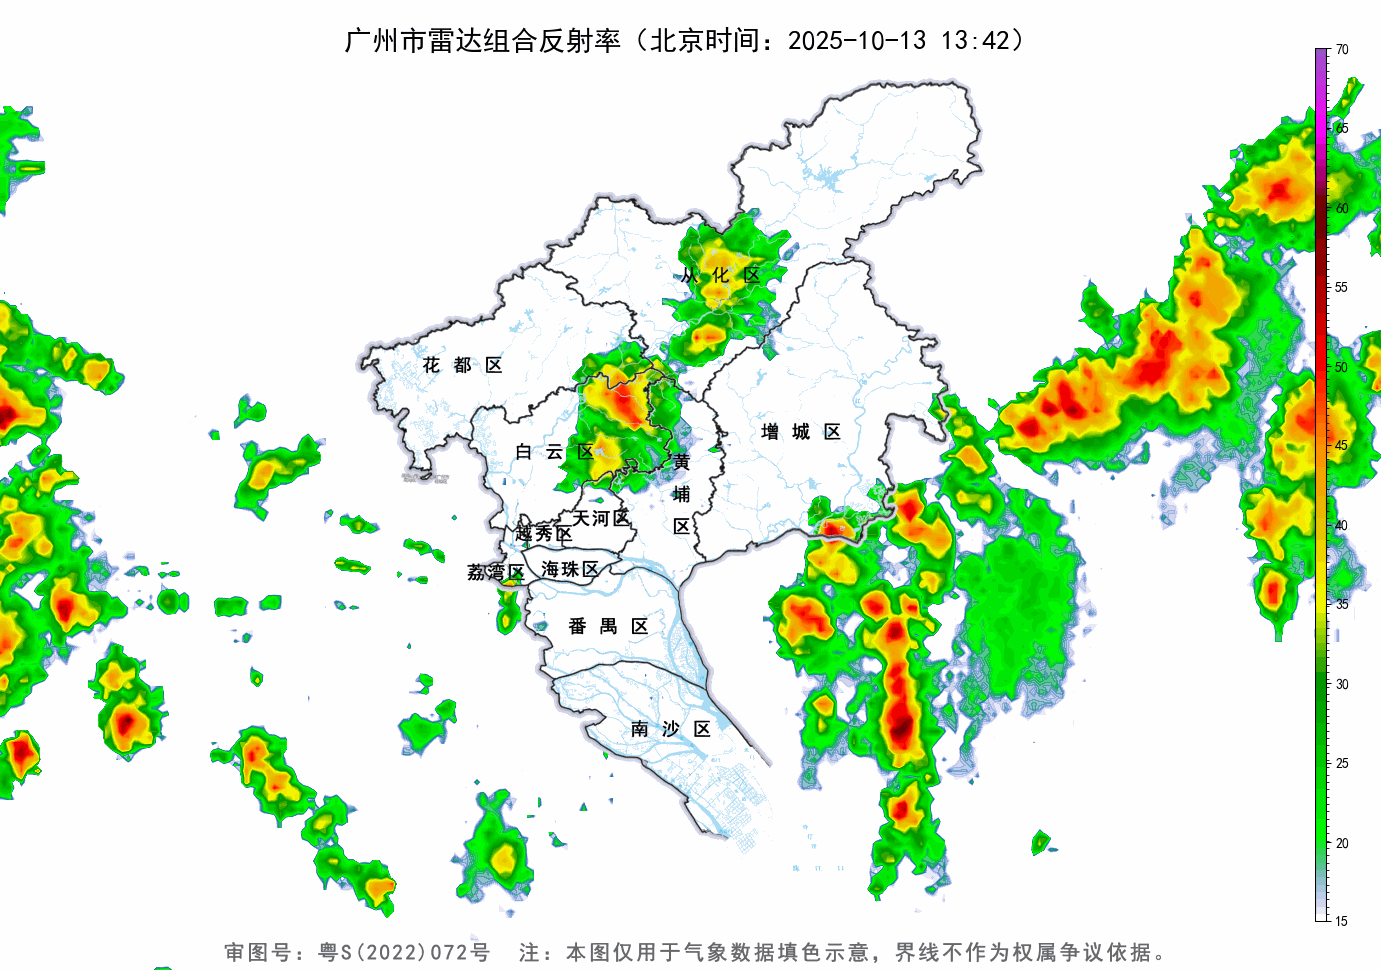 广州市雷达组合反射率（北京时间：2025-10-13 13:42）
70
65
60
55
50
45
40
35
30
25
20
15
从化区
花都区
增城区
白云区
黄埔区
天河区
越秀区
荔湾区
海珠区
番禺区
南沙区
审图号：粤S(2022)072号 注：本图仅用于气象数据填色示意，界线不作为权属争议依据。